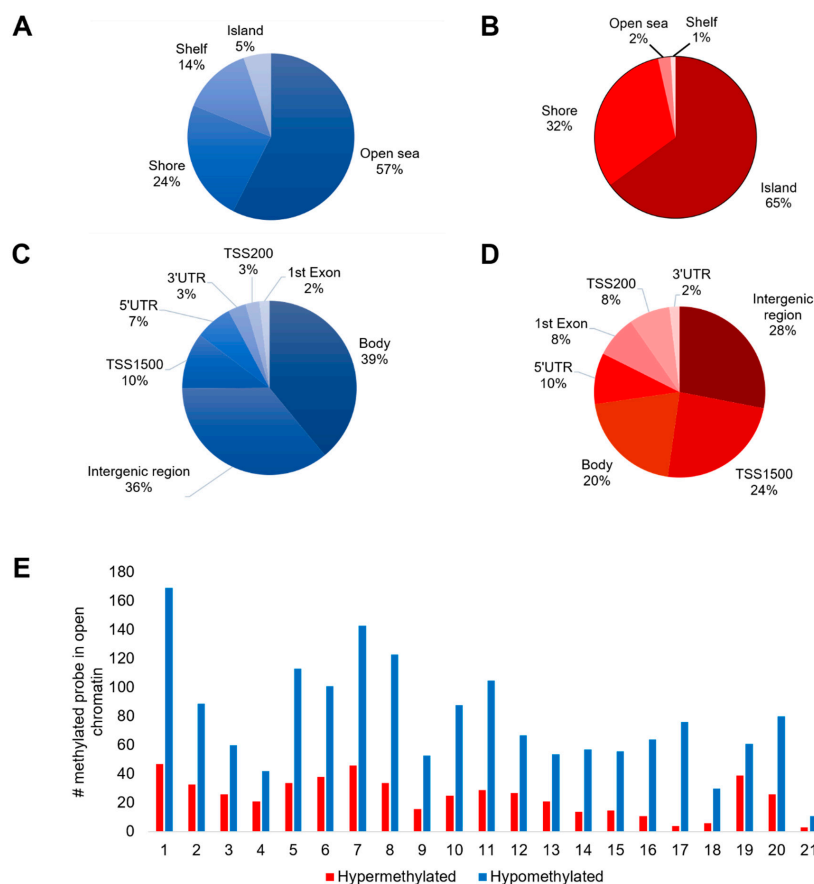 A
Island
5%
Shelf
14%
Shore
24%
Open sea
57%
B
Open sea
2%
Shelf
1%
Shore
32%
Island
65%
C
TSS200
3%
1st Exon
2%
3'UTR
3%
5'UTR
7%
TSS1500
10%
Body
39%
Intergenic region
36%
D
3'UTR
2%
TSS200
8%
1st Exon
8%
5'UTR
10%
Body
20%
Intergenic
region
28%
TSS1500
24%
E
# methylated probe in open
chromatin
180
160
140
120
100
80
60
40
20
0
1 2 3 4 5 6 7 8 9 10 11 12 13 14 15 16 17 18 19 20 21
Hypermethylated Hypomethylated